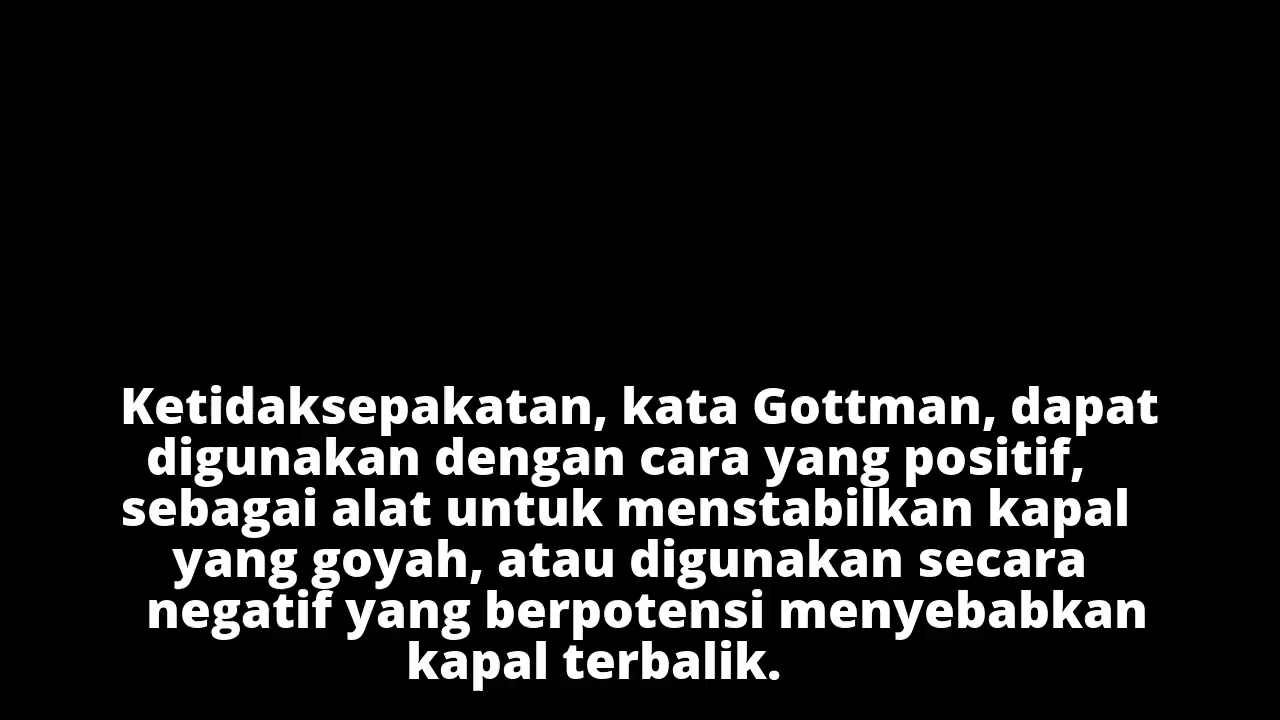 Ketidaksepakatan, kata Gottman, dapat
digunakan dengan cara yang positif,
sebagai alat untuk menstabilkan kapal
yang goyah, atau digunakan secara
negatif yang berpotensi menyebabkan
kapal terbalik.